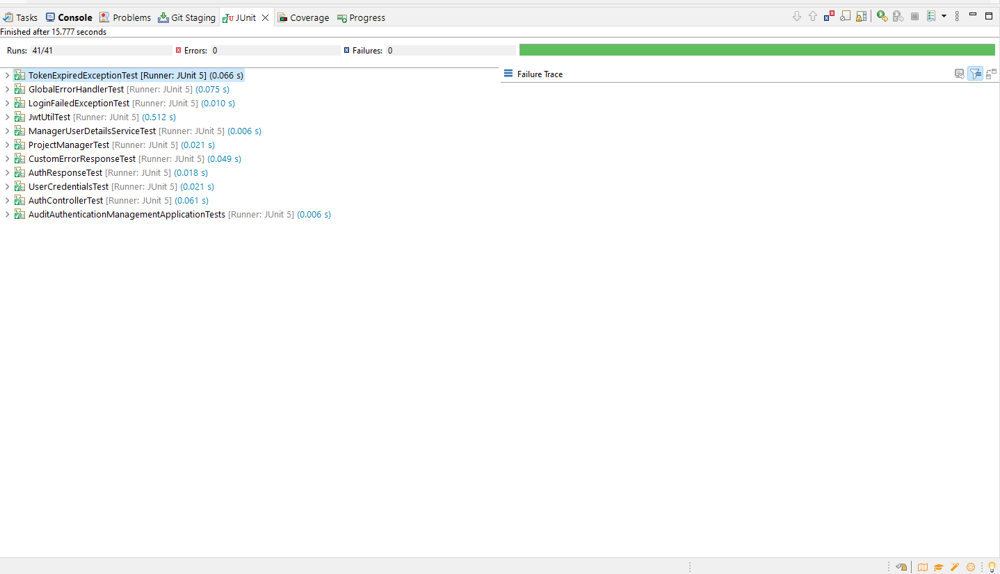 Tasks Console Problems Git Staging JUnit Coverage Progress
Finished after 15.777 seconds
Runs: 41/41 Errors: 0 Failures: 0
TokenExpiredExceptionTest [Runner: JUnit 5] (0.066 s)
Failure Trace
GlobalErrorHandlerTest [Runner: JUnit 5] (0.075 s)
LoginFailedExceptionTest [Runner: JUnit 5] (0.010 s)
JwtUtilTest [Runner: JUnit 5] (0.512 s)
ManagerUserDetailsServiceTest [Runner: JUnit 5] (0.006 s)
ProjectManagerTest [Runner: JUnit 5] (0.021 s)
CustomErrorResponseTest [Runner: JUnit 5] (0.049 s)
AuthResponseTest [Runner: JUnit 5] (0.018 s)
UserCredentialsTest [Runner: JUnit 5] (0.021 s)
AuthControllerTest [Runner: JUnit 5] (0.061 s)
AuditAuthenticationManagementApplicationTests [Runner: JUnit 5] (0.006 s)